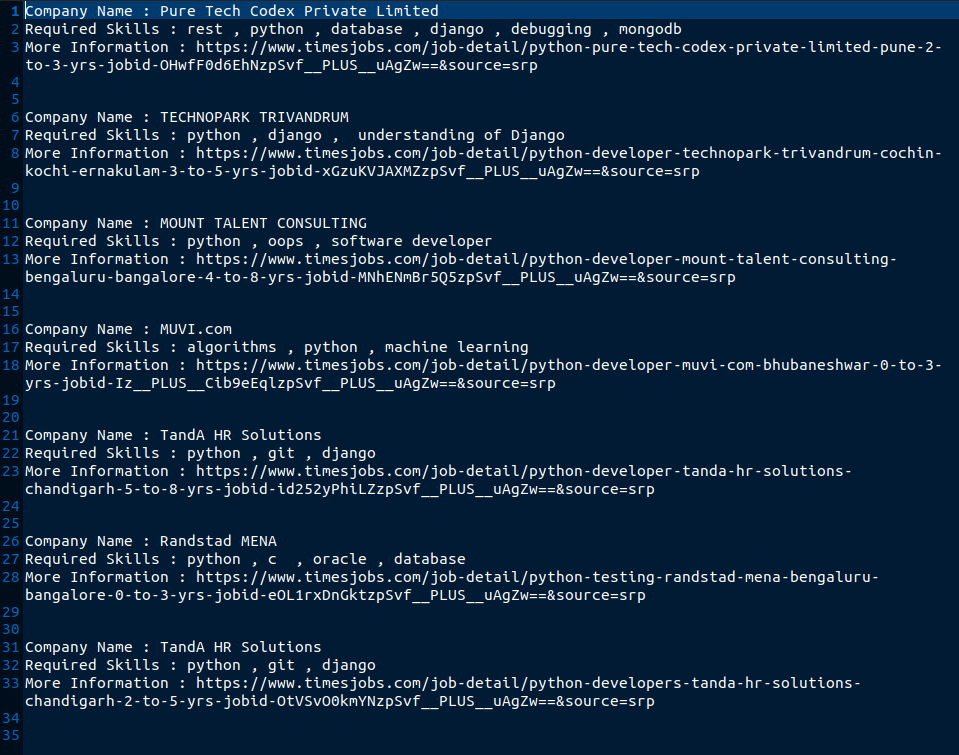 1 Company Name : Pure Tech Codex Private Limited
2 Required Skills : rest , python , database , django , debugging , mongodb
3 More Information : https://www.timesjobs.com/job-detail/python-pure-tech-codex-private-limited-pune-2-
to-3-yrs-jobid-OHwfF0d6EhNzpSvf__PLUS__uAgZw==&source=srp
4
5
6 Company Name : TECHNOPARK TRIVANDRUM
7 Required Skills : python , django ,  understanding of Django
8 More Information : https://www.timesjobs.com/job-detail/python-developer-technopark-trivandrum-cochin-
kochi-ernakulam-3-to-5-yrs-jobid-xGzuKVJAXMZzpSvf__PLUS__uAgZw==&source=srp
9
10
11 Company Name : MOUNT TALENT CONSULTING
12 Required Skills : python , oops , software developer
13 More Information : https://www.timesjobs.com/job-detail/python-developer-mount-talent-consulting-
bengaluru-bangalore-4-to-8-yrs-jobid-MNhENmBr5Q5zpSvf__PLUS__uAgZw==&source=srp
14
15
16 Company Name : MUVI.com
17 Required Skills : algorithms , python , machine learning
18 More Information : https://www.timesjobs.com/job-detail/python-developer-muvi-com-bhubaneshwar-0-to-3-
yrs-jobid-Iz__PLUS__Cib9eEqlzpSvf__PLUS__uAgZw==&source=srp
19
20
21 Company Name : TandA HR Solutions
22 Required Skills : python , git , django
23 More Information : https://www.timesjobs.com/job-detail/python-developer-tanda-hr-solutions-
chandigarh-5-to-8-yrs-jobid-id252yPhiLZzpSvf__PLUS__uAgZw==&source=srp
24
25
26 Company Name : Randstad MENA
27 Required Skills : python , c  , oracle , database
28 More Information : https://www.timesjobs.com/job-detail/python-testing-randstad-mena-bengaluru-
bangalore-0-to-3-yrs-jobid-eOL1rxDnGktzpSvf__PLUS__uAgZw==&source=srp
29
30
31 Company Name : TandA HR Solutions
32 Required Skills : python , git , django
33 More Information : https://www.timesjobs.com/job-detail/python-developers-tanda-hr-solutions-
chandigarh-2-to-5-yrs-jobid-OtVSvO0kmYNzpSvf__PLUS__uAgZw==&source=srp
34
35